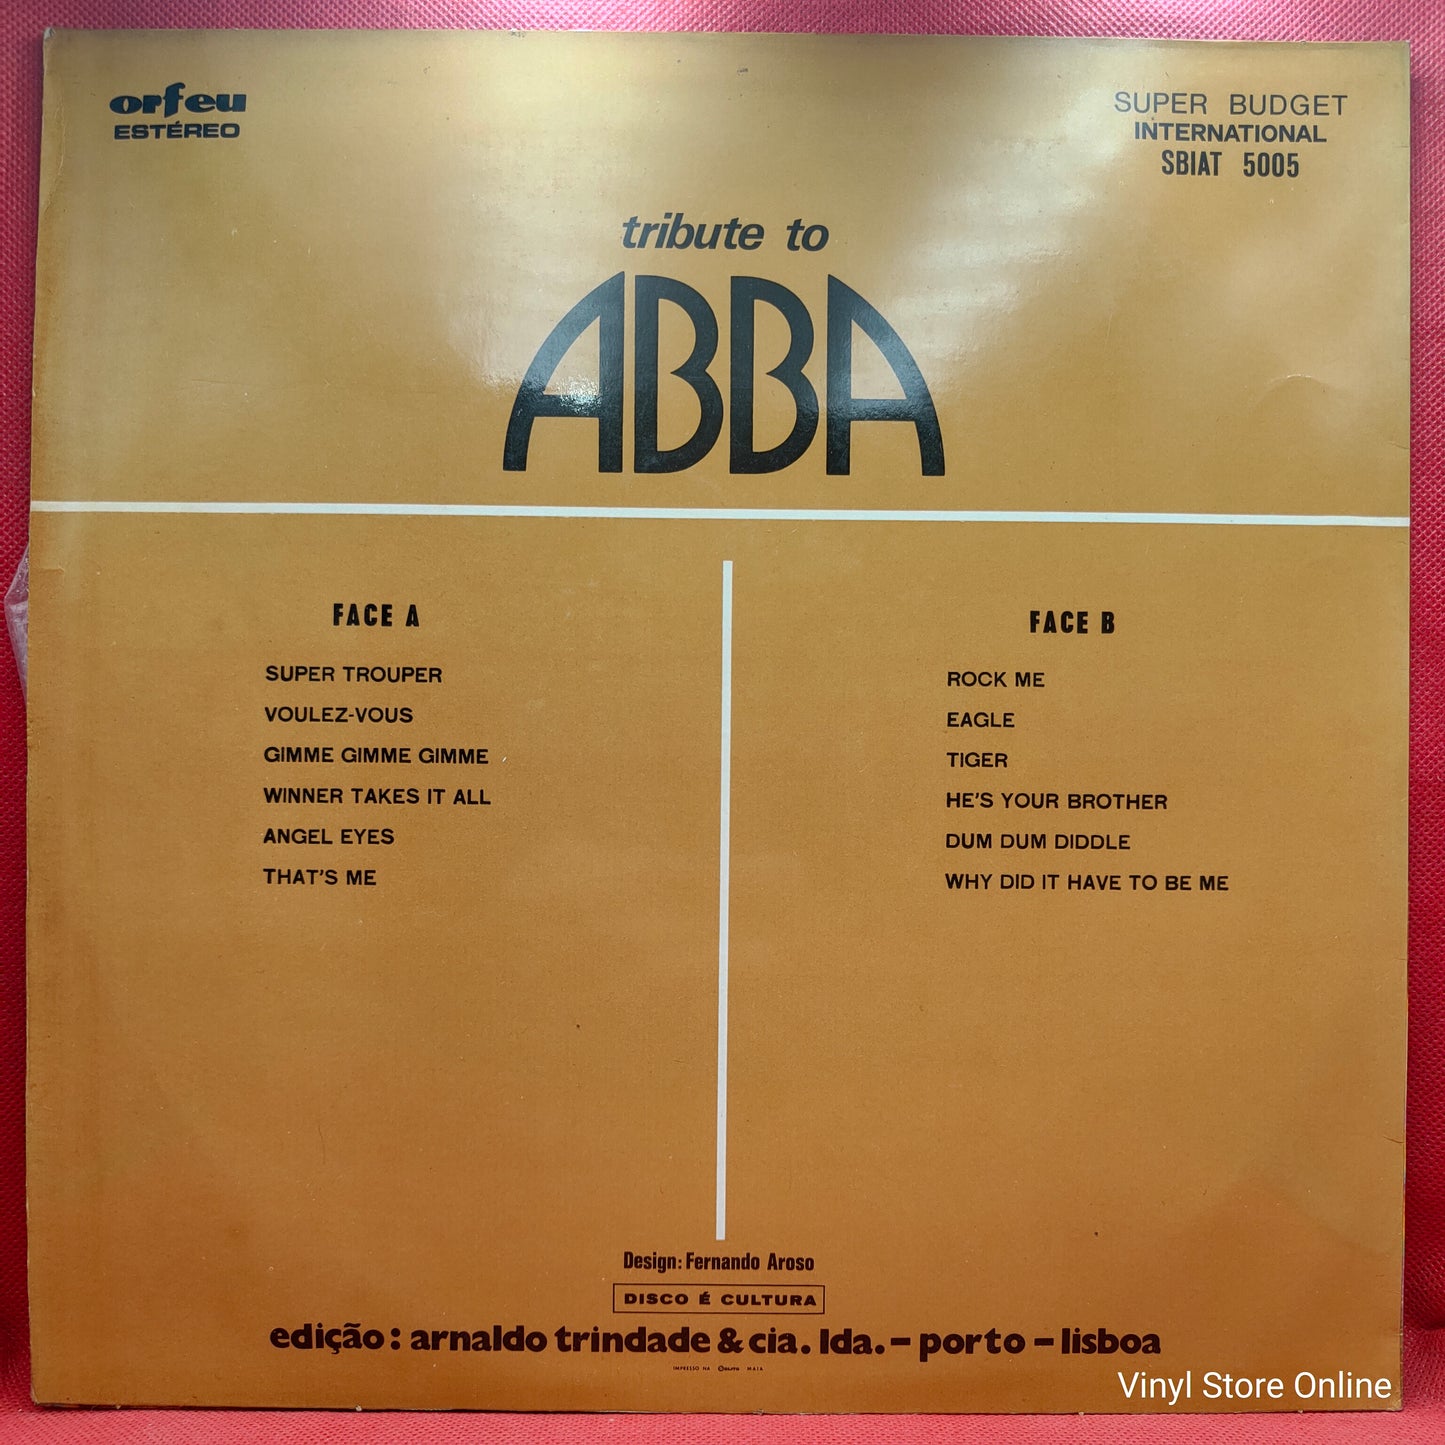 orfeu
ESTÉREO
SUPER BUDGET
INTERNATIONAL
SBIAT 5005
tribute to
ABBA
FACE A
SUPER TROUPER
VOULEZ-VOUS
GIMME GIMME GIMME
WINNER TAKES IT ALL
ANGEL EYES
THAT'S ME
FACE B
ROCK ME
EAGLE
TIGER
HE'S YOUR BROTHER
DUM DUM DIDDLE
WHY DID IT HAVE TO BE ME
Design: Fernando Aroso
DISCO É CULTURA
edição: arnaldo trindade & cia. lda. – porto – lisboa
IMPRESSO NA MAIA
Vinyl Store Online